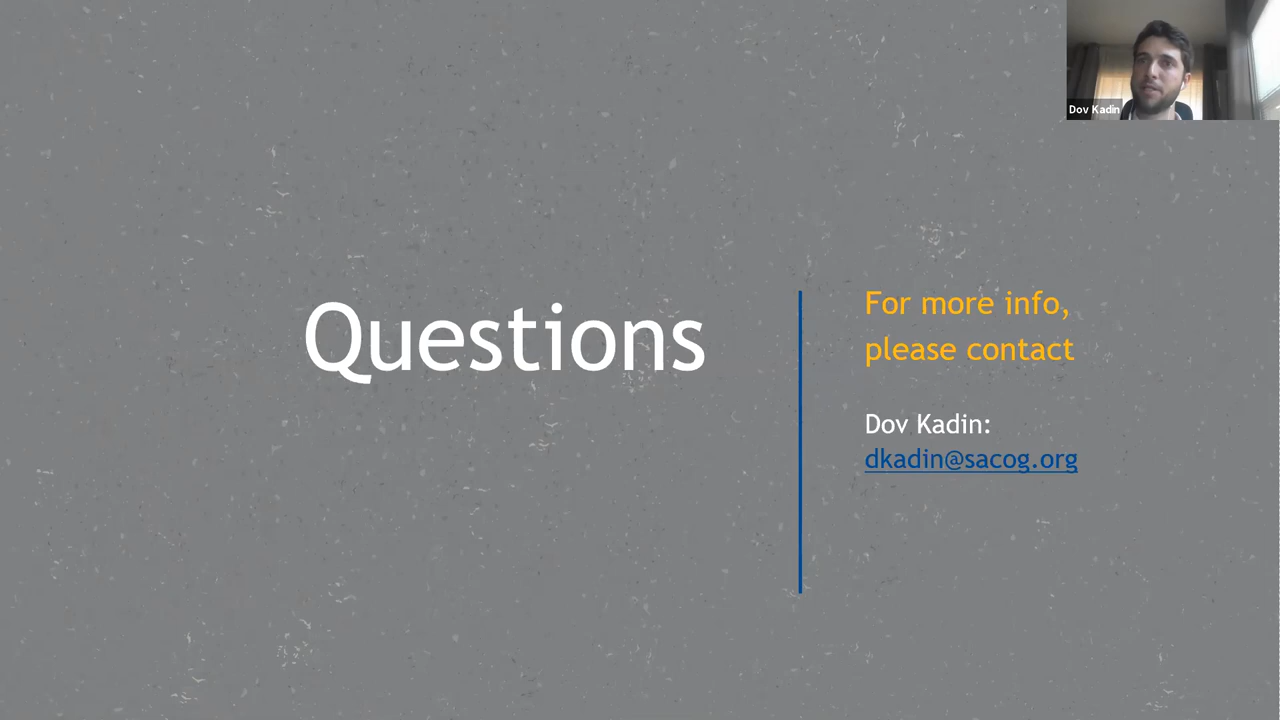 Dov Kadin
Questions
For more info,
please contact
Dov Kadin:
dkadin@sacog.org